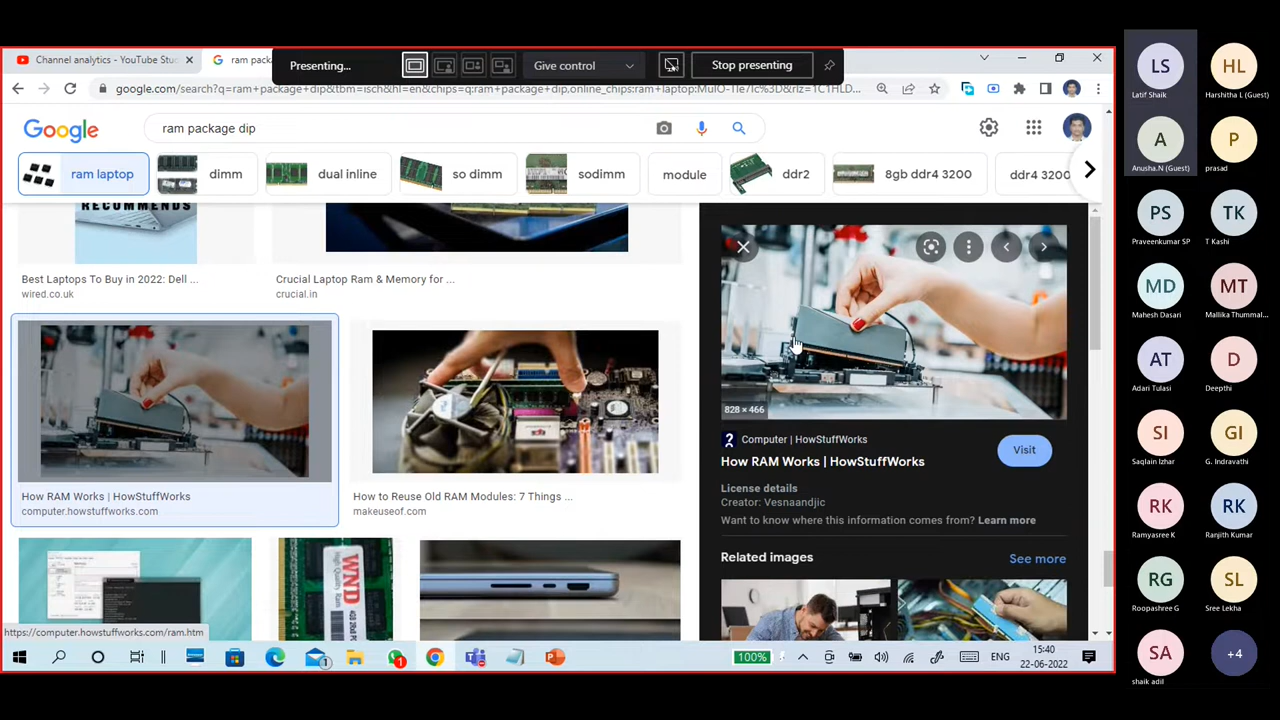 Channel analytics - YouTube Stu
ram pack
Presenting...
Give control
Stop presenting
google.com/search?q=ram+package+dip&tbm=isch&hl=en&chips=q:ram+package+dip,online_chips:ram+laptop:
Google
ram package dip
ram laptop
dimm
dual inline
so dimm
sodimm
module
ddr2
8gb ddr4 3200
ddr4 3200
RECOMMENDS
Best Laptops To Buy in 2022: Dell ...
wired.co.uk
Crucial Laptop Ram & Memory for ...
crucial.in
How RAM Works | HowStuffWorks
computer.howstuffworks.com
How to Reuse Old RAM Modules: 7 Things ...
makeuseof.com
WND
High Quality Ram
https://computer.howstuffworks.com/ram.htm
828 × 466
Computer | HowStuffWorks
How RAM Works | HowStuffWorks
Visit
License details
Creator: Vesnaandjic
Want to know where this information comes from? Learn more
Related images
See more
1
1
100%
ENG
15:40
22-06-2022
LS
Latif Shaik
HL
Harshitha L (Guest)
A
Anusha.N (Guest)
P
prasad
PS
Praveenkumar SP
TK
T Kashi
MD
Mahesh Dasari
MT
Mallika Thummal...
AT
Adari Tulasi
D
Deepthi
SI
Saqlain Izhar
GI
G. Indravathi
RK
Ramyasree K
RK
Ranjith Kumar
RG
Roopashree G
SL
Sree Lekha
SA
shaik adil
+4